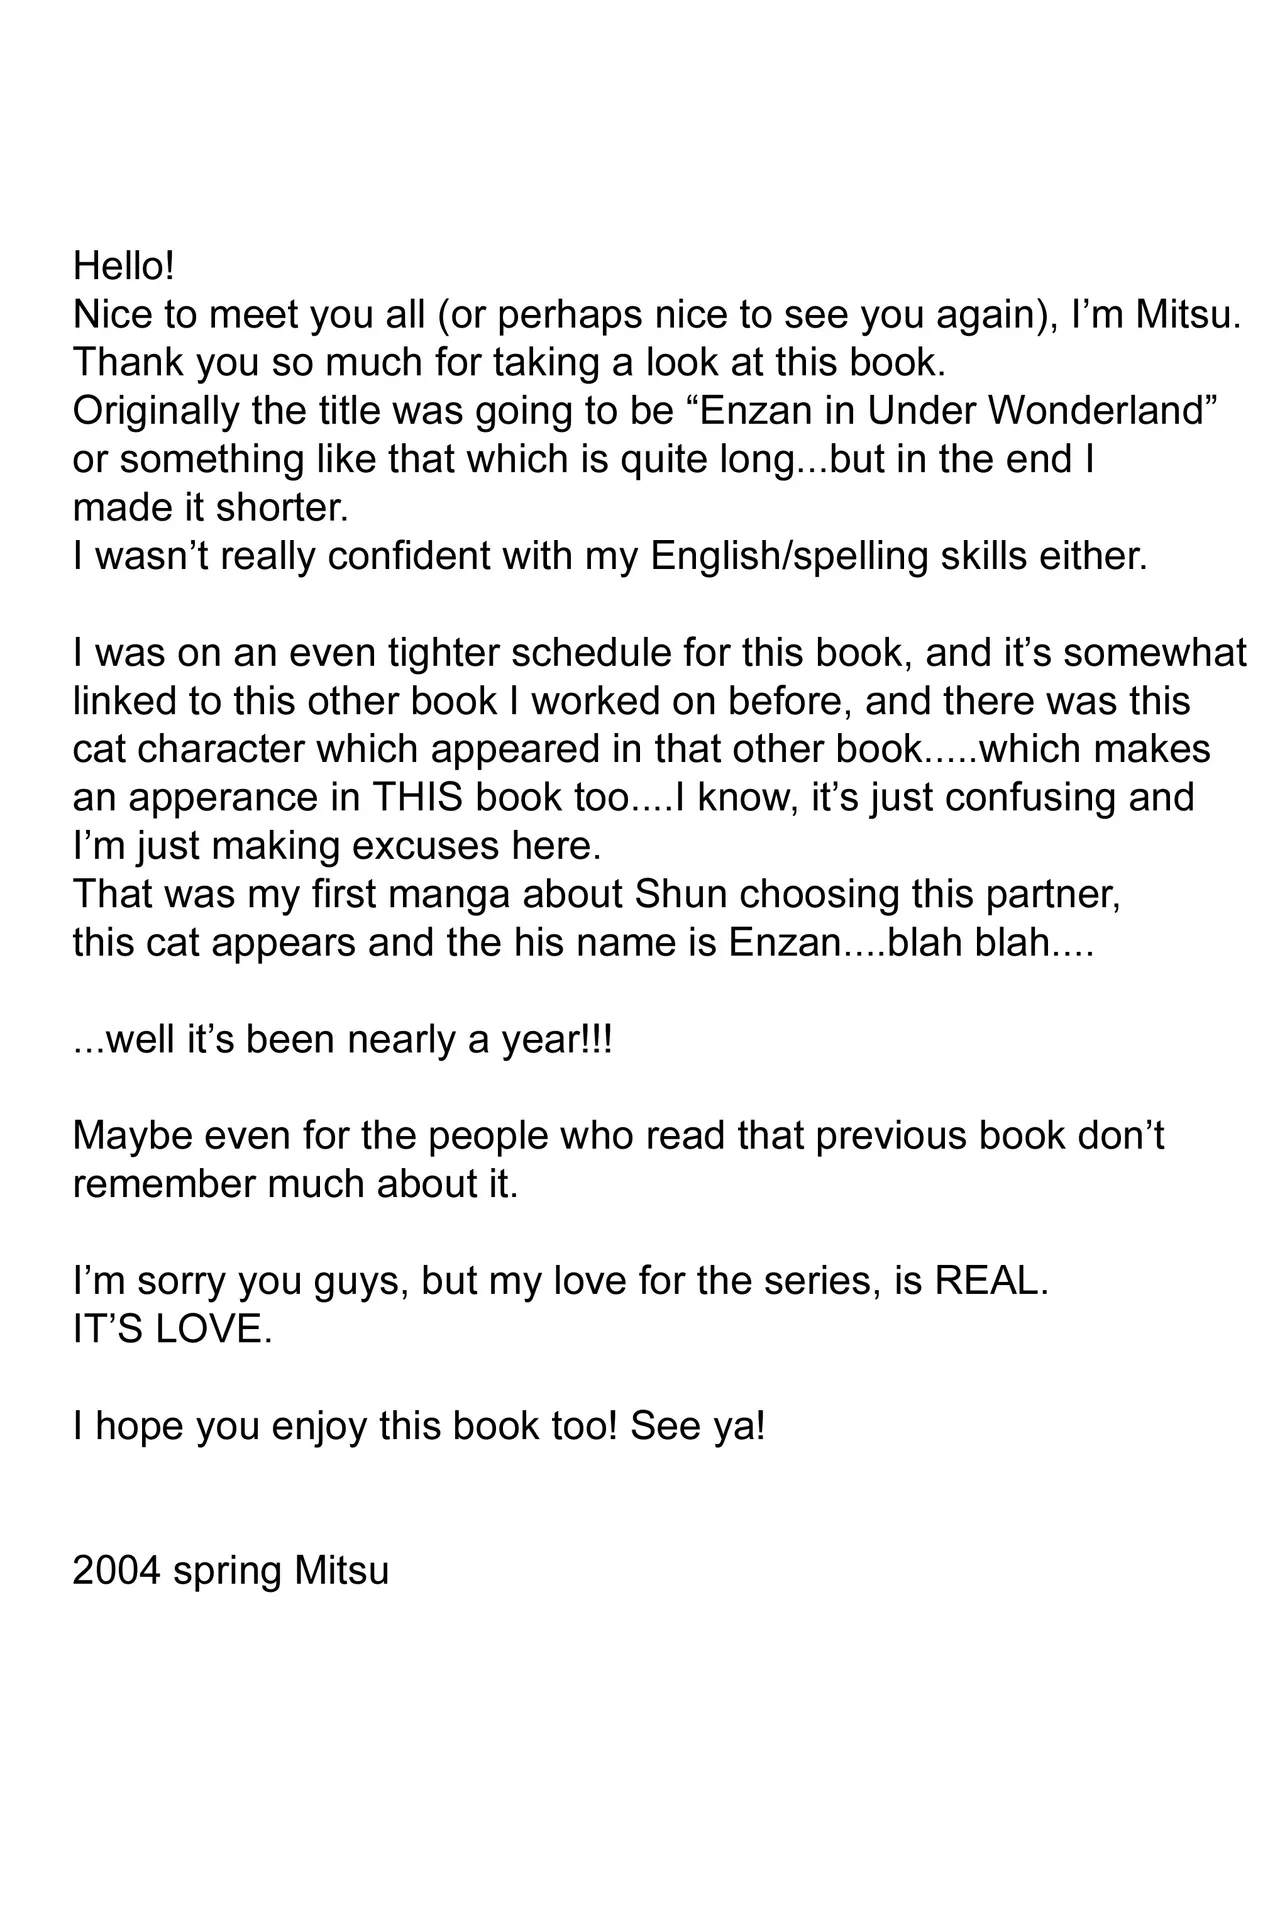 Hello!
Nice to meet you all (or perhaps nice to see you again), I’m Mitsu.
Thank you so much for taking a look at this book.
Originally the title was going to be “Enzan in Under Wonderland”
or something like that which is quite long...but in the end I
made it shorter.
I wasn’t really confident with my English/spelling skills either.
I was on an even tighter schedule for this book, and it’s somewhat
linked to this other book I worked on before, and there was this
cat character which appeared in that other book.....which makes
an apperance in THIS book too....I know, it’s just confusing and
I’m just making excuses here.
That was my first manga about Shun choosing this partner,
this cat appears and the his name is Enzan....blah blah....
...well it’s been nearly a year!!!
Maybe even for the people who read that previous book don’t
remember much about it.
I’m sorry you guys, but my love for the series, is REAL.
IT’S LOVE.
I hope you enjoy this book too! See ya!
2004 spring Mitsu